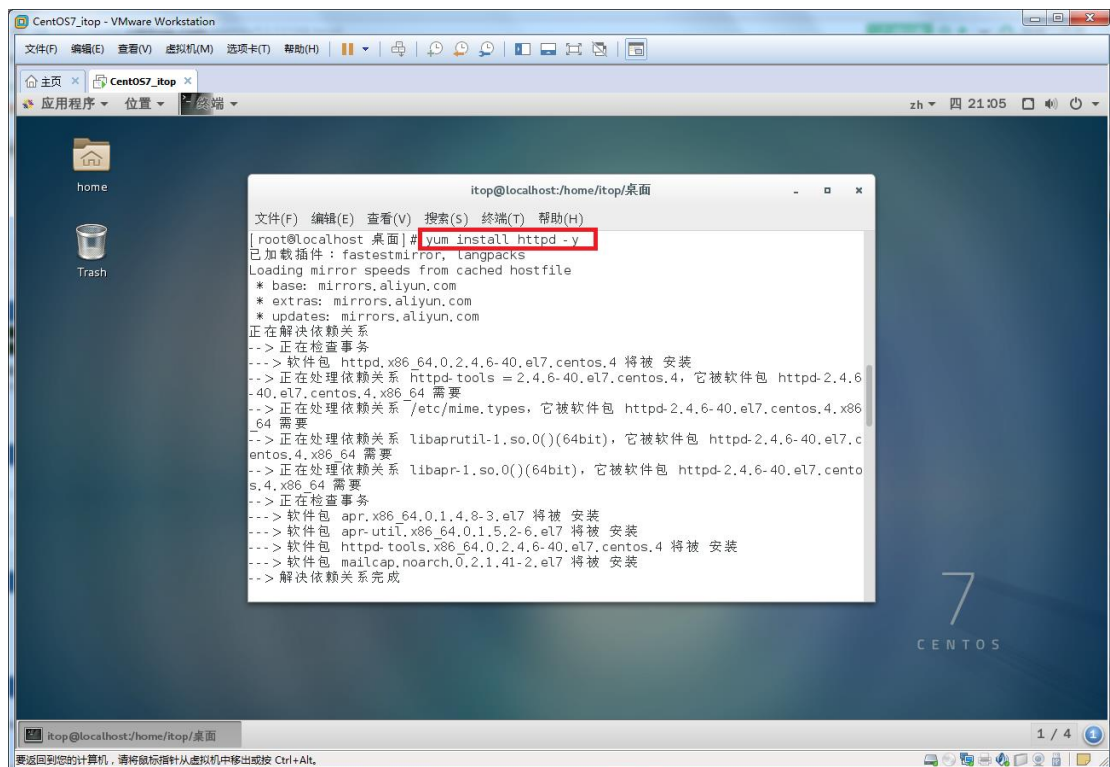 CentOS7_itop - VMware Workstation
文件(F) 编辑(E) 查看(V) 虚拟机(M) 选项卡(T) 帮助(H)
主页 CentOS7_itop
应用程序 位置 终端 zh 四 21:05
home
Trash
itop@localhost:/home/itop/桌面
文件(F) 编辑(E) 查看(V) 搜索(S) 终端(T) 帮助(H)
[root@localhost 桌面]# yum install httpd -y
已加载插件：fastestmirror, langpacks
Loading mirror speeds from cached hostfile
* base: mirrors.aliyun.com
* extras: mirrors.aliyun.com
* updates: mirrors.aliyun.com
正在解决依赖关系
--> 正在检查事务
---> 软件包 httpd.x86_64.0.2.4.6-40.el7.centos.4 将被 安装
--> 正在处理依赖关系 httpd-tools = 2.4.6-40.el7.centos.4，它被软件包 httpd-2.4.6
-40.el7.centos.4.x86_64 需要
--> 正在处理依赖关系 /etc/mime.types，它被软件包 httpd-2.4.6-40.el7.centos.4.x86
_64 需要
--> 正在处理依赖关系 libaprutil-1.so.0()(64bit)，它被软件包 httpd-2.4.6-40.el7.c
entos.4.x86_64 需要
--> 正在处理依赖关系 libapr-1.so.0()(64bit)，它被软件包 httpd-2.4.6-40.el7.cento
s.4.x86_64 需要
--> 正在检查事务
---> 软件包 apr.x86_64.0.1.4.8-3.el7 将被 安装
---> 软件包 apr-util.x86_64.0.1.5.2-6.el7 将被 安装
---> 软件包 httpd-tools.x86_64.0.2.4.6-40.el7.centos.4 将被 安装
---> 软件包 mailcap.noarch.0.2.1.41-2.el7 将被 安装
--> 解决依赖关系完成
7
CENTOS
itop@localhost:/home/itop/桌面 1 / 4 1
要返回到您的计算机，请将鼠标指针从虚拟机中移出或按 Ctrl+Alt。